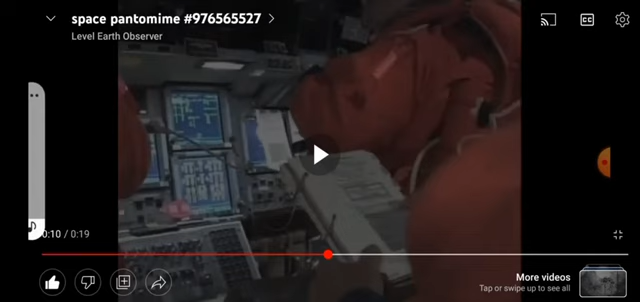 space pantomime #976565527
Level Earth Observer
CC
0:10 / 0:19
More videos
Tap or swipe up to see all